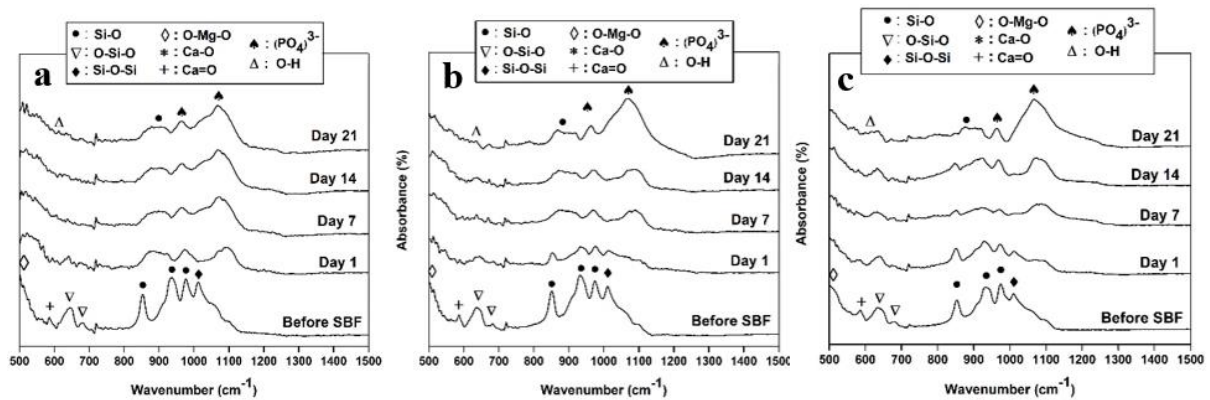 ● : Si-O ◊ : O-Mg-O ♠ : (PO₄)³⁻
▽ : O-Si-O * : Ca-O Δ : O-H
◆ : Si-O-Si + : Ca=O
a
Δ
●
♠
♠
Day 21
Day 14
Day 7
Day 1
◊
+
▽
▽
●
●
●
◆
Before SBF
500 600 700 800 900 1000 1100 1200 1300 1400 1500
Wavenumber (cm⁻¹)
● : Si-O ◊ : O-Mg-O ♠ : (PO₄)³⁻
▽ : O-Si-O * : Ca-O Δ : O-H
◆ : Si-O-Si + : Ca=O
b
Absorbance (%)
Δ
●
♠
♠
Day 21
Day 14
Day 7
Day 1
◊
+
▽
▽
●
●
●
◆
Before SBF
500 600 700 800 900 1000 1100 1200 1300 1400 1500
Wavenumber (cm⁻¹)
● : Si-O ◊ : O-Mg-O ♠ : (PO₄)³⁻
▽ : O-Si-O * : Ca-O Δ : O-H
◆ : Si-O-Si + : Ca=O
c
Absorbance (%)
Δ
●
♠
♠
Day 21
Day 14
Day 7
Day 1
◊
+
▽
▽
●
●
●
◆
Before SBF
500 600 700 800 900 1000 1100 1200 1300 1400 1500
Wavenumber (cm⁻¹)